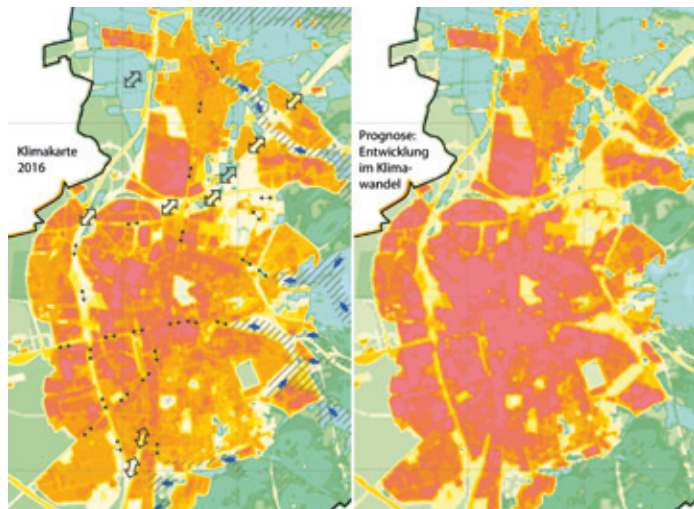 Klimakarte
2016
Prognose:
Entwicklung
im Klima-
wandel